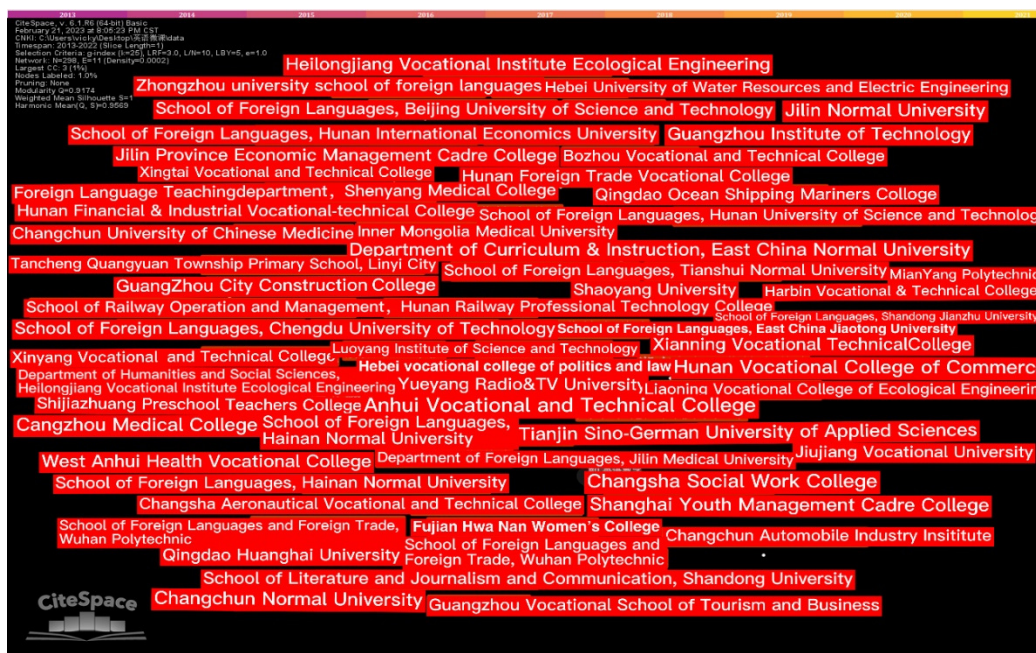 2013 2014 2015 2016 2017 2018 2019 2020 2021
CiteSpace, v. 6.1.R6 (64-bit) Basic
February 21, 2023 at 8:05:23 PM CST
CNKI: C:\Users\vicky\Desktop\英语微课\data
Timespan: 2013-2022 (Slice Length=1)
Selection Criteria: g-index (k=25), LRF=3.0, L/N=10, LBY=5, e=1.0
Network: N=298, E=11 (Density=0.0002)
Largest CC: 3 (1%)
Nodes Labeled: 1.0%
Pruning: None
Modularity Q=0.9174
Weighted Mean Silhouette S=1
Harmonic Mean(Q, S)=0.9569
Heilongjiang Vocational Institute Ecological Engineering
Zhongzhou university school of foreign languages Hebei University of Water Resources and Electric Engineering
School of Foreign Languages, Beijing University of Science and Technology Jilin Normal University
School of Foreign Languages, Hunan International Economics University Guangzhou Institute of Technology
Jilin Province Economic Management Cadre College Bozhou Vocational and Technical College
Xingtai Vocational and Technical College Hunan Foreign Trade Vocational College
Foreign Language Teachingdepartment, Shenyang Medical College Qingdao Ocean Shipping Mariners Colloge
Hunan Financial & Industrial Vocational-technical College School of Foreign Languages, Hunan University of Science and Technolog
Changchun University of Chinese Medicine Inner Mongolia Medical University
Department of Curriculum & Instruction, East China Normal University
Tancheng Quangyuan Township Primary School, Linyi City School of Foreign Languages, Tianshui Normal University MianYang Polytechnic
GuangZhou City Construction College Shaoyang University Harbin Vocational & Technical College
School of Railway Operation and Management, Hunan Railway Professional Technology College
School of Foreign Languages, Shandong Jianzhu University
School of Foreign Languages, Chengdu University of Technology School of Foreign Languages, East China Jiaotong University
Luoyang Institute of Science and Technology Xianning Vocational TechnicalCollege
Xinyang Vocational and Technical College Hebei vocational college of politics and law Hunan Vocational College of Commerc
Department of Humanities and Social Sciences,
Heilongjiang Vocational Institute Ecological Engineering Yueyang Radio&TV University Liaoning Vocational College of Ecological Engineerin
Shijiazhuang Preschool Teachers College Anhui Vocational and Technical College
Cangzhou Medical College School of Foreign Languages,
Hainan Normal University Tianjin Sino-German University of Applied Sciences
West Anhui Health Vocational College Department of Foreign Languages, Jilin Medical University Jiujiang Vocational University
School of Foreign Languages, Hainan Normal University Changsha Social Work College
Changsha Aeronautical Vocational and Technical College Shanghai Youth Management Cadre College
School of Foreign Languages and Foreign Trade,
Wuhan Polytechnic Fujian Hwa Nan Women's College
Changchun Automobile Industry Insititute
Qingdao Huanghai University School of Foreign Languages and
Foreign Trade, Wuhan Polytechnic
School of Literature and Journalism and Communication, Shandong University
Changchun Normal University Guangzhou Vocational School of Tourism and Business
CiteSpace